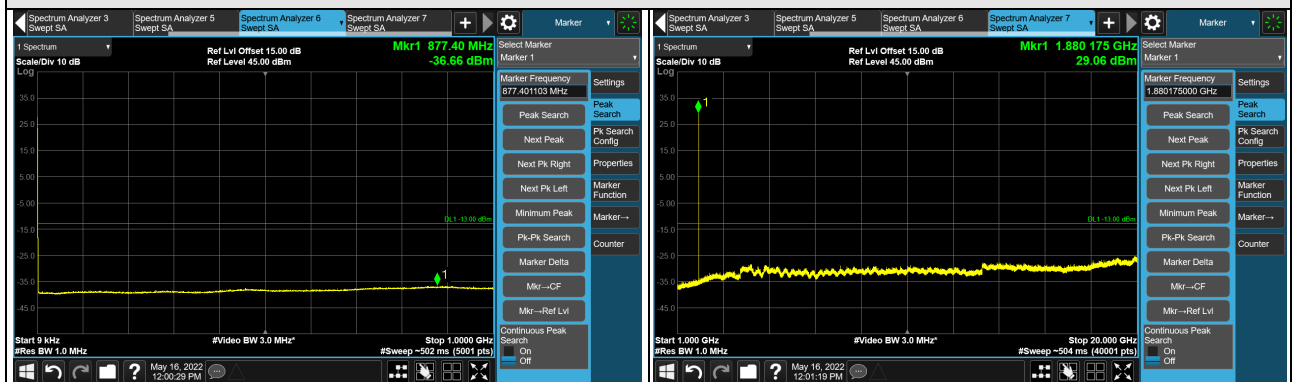 Spectrum Analyzer 3
Swept SA
Spectrum Analyzer 5
Swept SA
Spectrum Analyzer 6
Swept SA
Spectrum Analyzer 7
Swept SA
Marker
1 Spectrum
Scale/Div 10 dB
Log
Ref Lvl Offset 15.00 dB
Ref Level 45.00 dBm
Mkr1 877.40 MHz
-36.66 dBm
35.0
25.0
15.0
5.00
-5.00
-15.0
-25.0
-35.0
-45.0
DL1 -13.00 dBm
1
Start 9 kHz
#Res BW 1.0 MHz
#Video BW 3.0 MHz*
Stop 1.0000 GHz
#Sweep ~502 ms (5001 pts)
Select Marker
Marker 1
Marker Frequency
877.401103 MHz
Peak Search
Next Peak
Next Pk Right
Next Pk Left
Minimum Peak
Pk-Pk Search
Marker Delta
Mkr→CF
Mkr→Ref Lvl
Continuous Peak
Search
On
Off
Settings
Peak
Search
Pk Search
Config
Properties
Marker
Function
Marker→
Counter
?
May 16, 2022
12:00:29 PM
Spectrum Analyzer 3
Swept SA
Spectrum Analyzer 5
Swept SA
Spectrum Analyzer 6
Swept SA
Spectrum Analyzer 7
Swept SA
Marker
1 Spectrum
Scale/Div 10 dB
Log
Ref Lvl Offset 15.00 dB
Ref Level 45.00 dBm
Mkr1 1.880 175 GHz
29.06 dBm
35.0
25.0
15.0
5.00
-5.00
-15.0
-25.0
-35.0
-45.0
DL1 -13.00 dBm
1
Start 1.000 GHz
#Res BW 1.0 MHz
#Video BW 3.0 MHz*
Stop 20.000 GHz
#Sweep ~504 ms (40001 pts)
Select Marker
Marker 1
Marker Frequency
1.880175000 GHz
Peak Search
Next Peak
Next Pk Right
Next Pk Left
Minimum Peak
Pk-Pk Search
Marker Delta
Mkr→CF
Mkr→Ref Lvl
Continuous Peak
Search
On
Off
Settings
Peak
Search
Pk Search
Config
Properties
Marker
Function
Marker→
Counter
?
May 16, 2022
12:01:19 PM